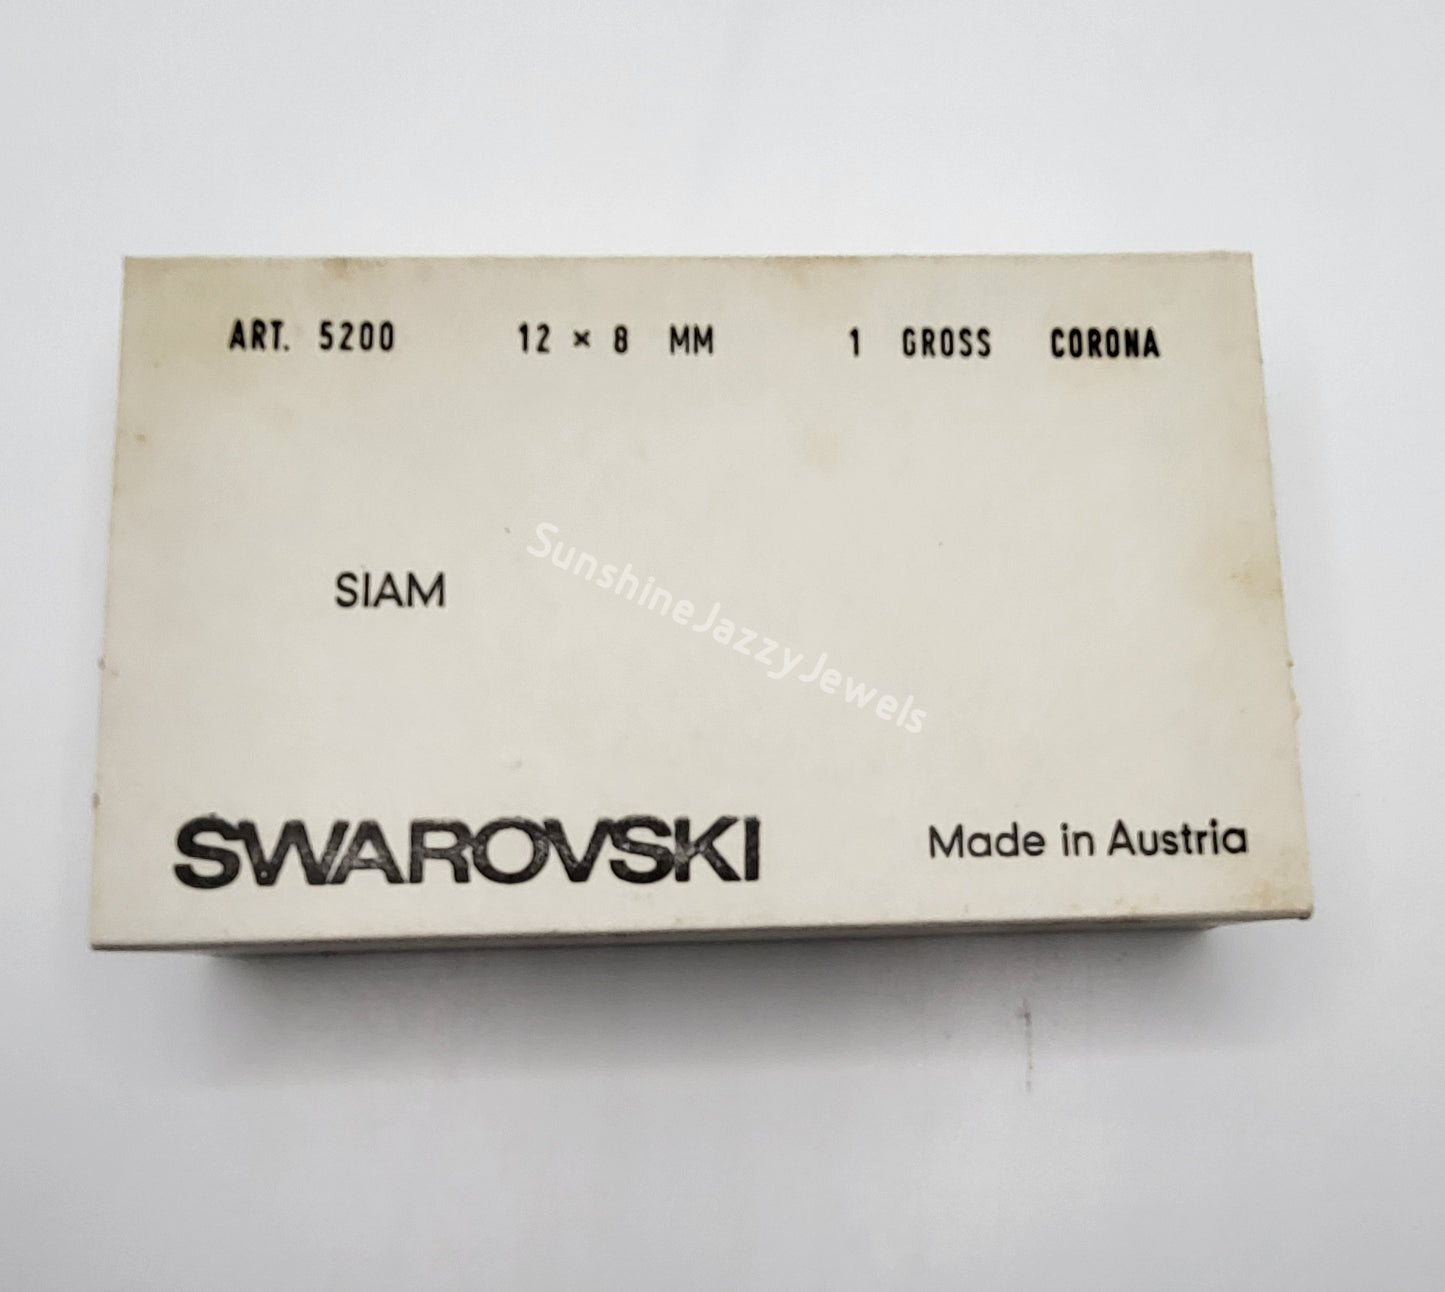 ART. 5200 12 × 8 MM 1 GROSS CORONA
SIAM
SunshineJazzyJewels
SWAROVSKI Made in Austria